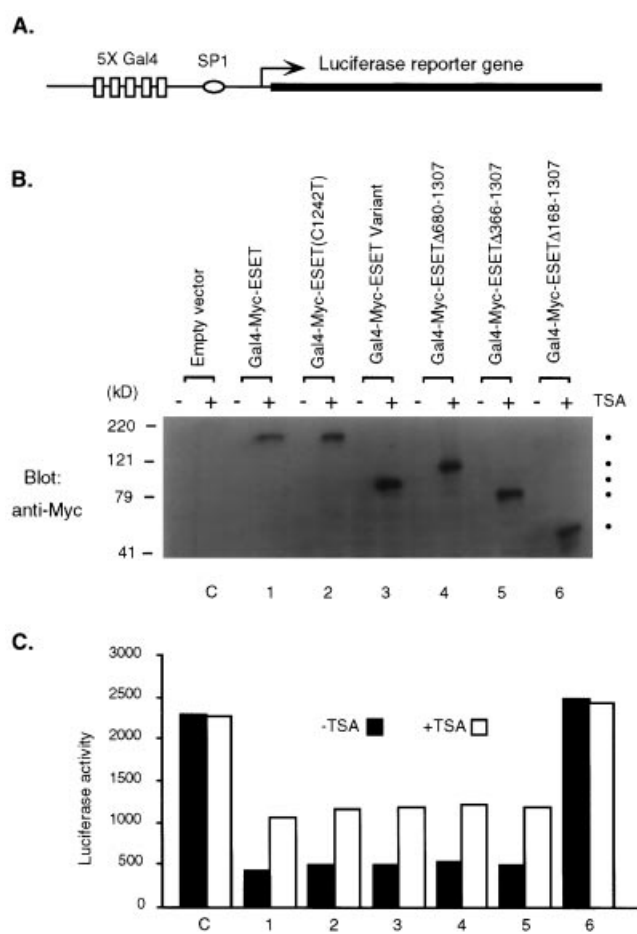 A.
5X Gal4
SP1
Luciferase reporter gene
B.
Empty vector
Gal4-Myc-ESET
Gal4-Myc-ESET(C1242T)
Gal4-Myc-ESET Variant
Gal4-Myc-ESETΔ680-1307
Gal4-Myc-ESETΔ366-1307
Gal4-Myc-ESETΔ168-1307
(kD)
- + - + - + - + - + - + - + TSA
220
121
79
41
Blot:
anti-Myc
C 1 2 3 4 5 6
C.
Luciferase activity
3000
2500
2000
1500
1000
500
0
-TSA +TSA
C 1 2 3 4 5 6